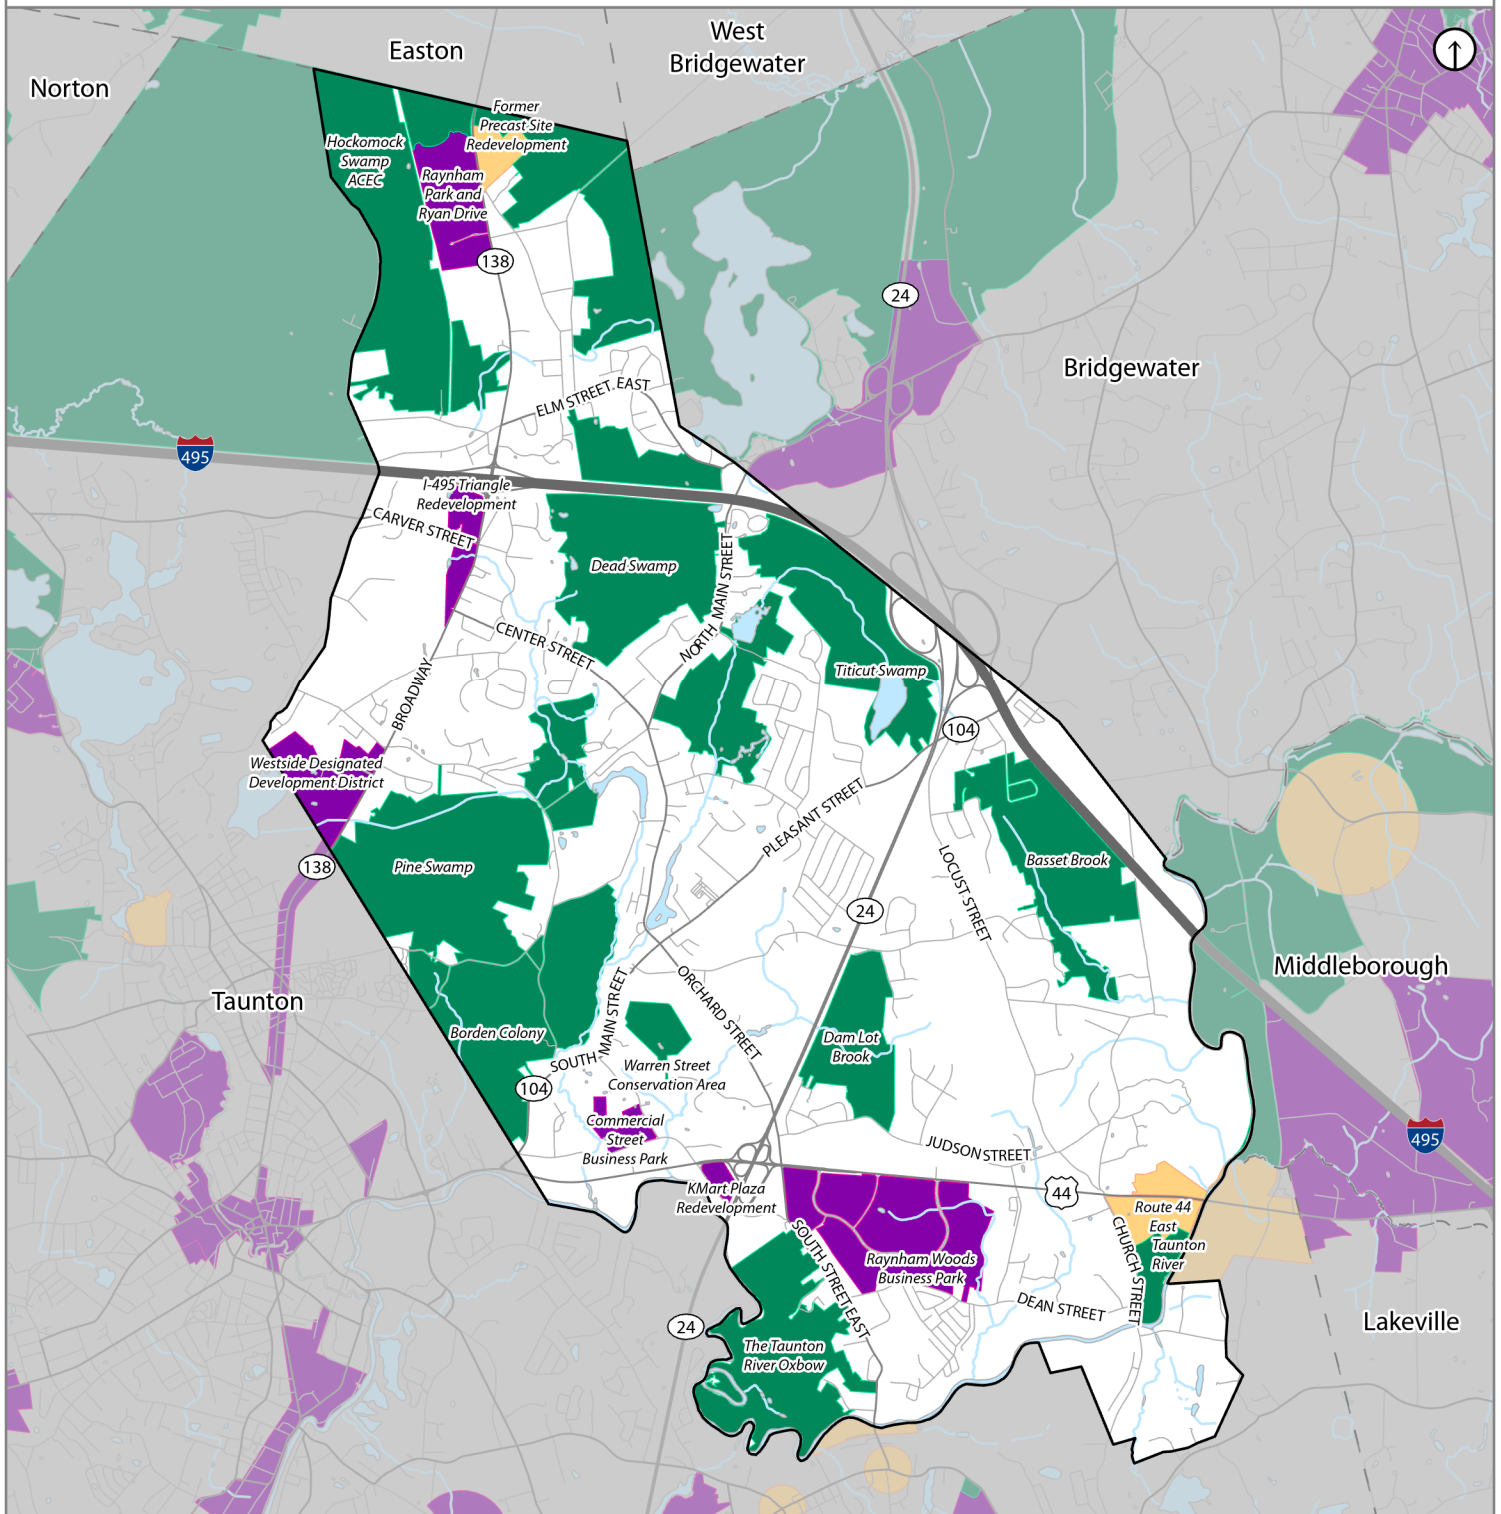 West
Bridgewater
Easton
Norton
Former
Precast Site
Redevelopment
Hockomock
Swamp
ACEC
Raynham
Park and
Ryan Drive
138
24
Bridgewater
ELM STREET EAST
495
I-495 Triangle
Redevelopment
CARVER STREET
Dead Swamp
NORTH MAIN STREET
CENTER STREET
Titicut Swamp
BROADWAY
104
Westside Designated
Development District
PLEASANT STREET
138
Pine Swamp
LOCUST STREET
Basset Brook
24
Middleborough
Taunton
ORCHARD STREET
SOUTH MAIN STREET
Borden Colony
Dam Lot
Brook
Warren Street
Conservation Area
104
Commercial
Street
Business Park
495
JUDSON STREET
KMart Plaza
Redevelopment
44
Route 44
East
Taunton
River
CHURCH STREET
SOUTH STREET EAST
Raynham Woods
Business Park
DEAN STREET
24
Lakeville
The Taunton
River Oxbow